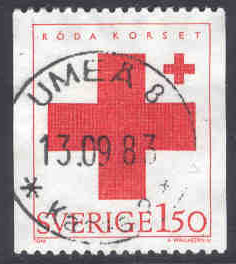 RÖDA KORSET
UMEÅ 8
13.09 83
SVERIGE 150